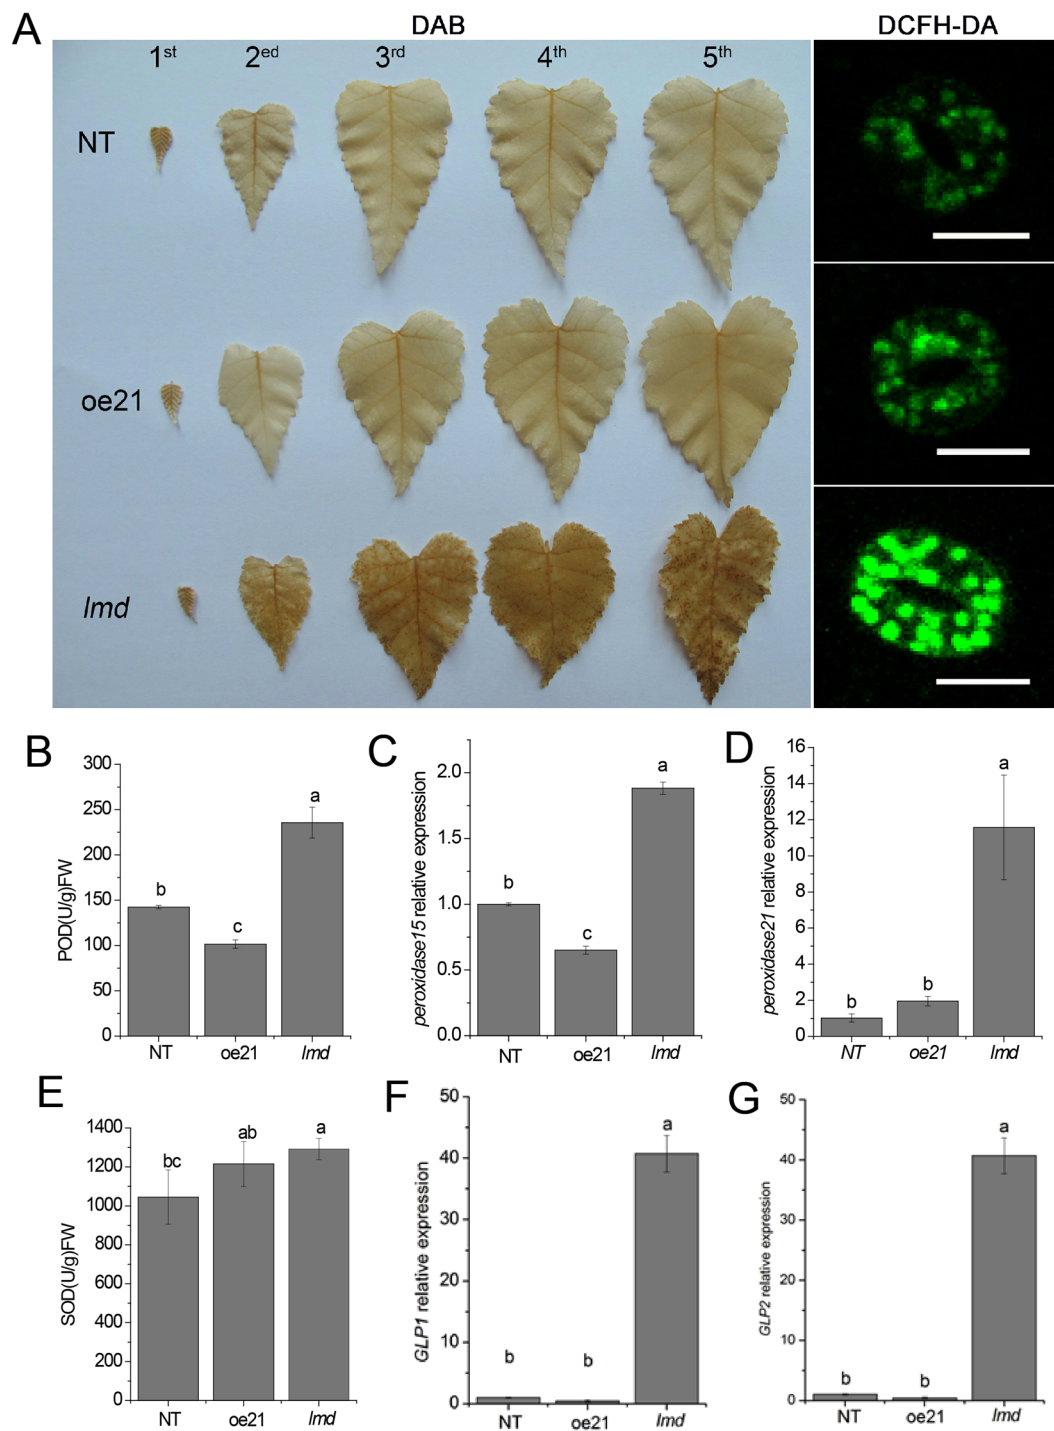 A
DAB
DCFH-DA
1st 2ed 3rd 4th 5th
NT
oe21
lmd
B
POD(U/g)FW
300
250
200
150
100
50
0
b
c
a
NT oe21 lmd
C
peroxidase15 relative expression
2.0
1.5
1.0
0.5
0.0
b
c
a
NT oe21 lmd
D
peroxidase21 relative expression
16
14
12
10
8
6
4
2
0
b
b
a
NT oe21 lmd
E
SOD(U/g)FW
1400
1200
1000
800
600
400
200
0
bc
ab
a
NT oe21 lmd
F
GLP1 relative expression
50
40
30
20
10
0
b
b
a
NT oe21 lmd
G
GLP2 relative expression
50
40
30
20
10
0
b
b
a
NT oe21 lmd